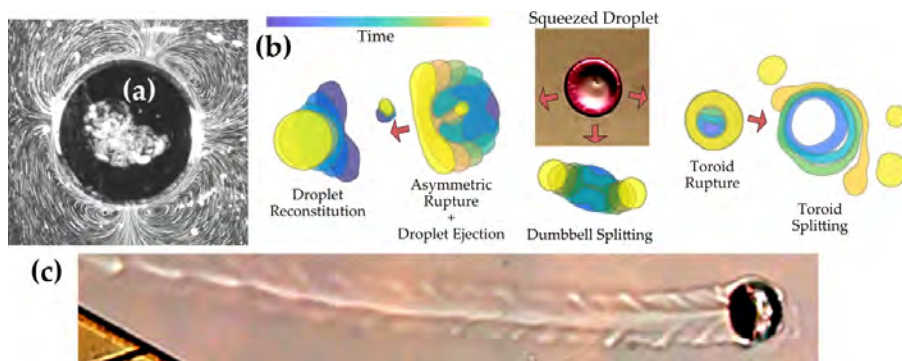 (a)
(b)
Time
Squeezed Droplet
Droplet
Reconstitution
Asymmetric
Rupture
+
Droplet Ejection
Dumbbell Splitting
Toroid
Rupture
Toroid
Splitting
(c)